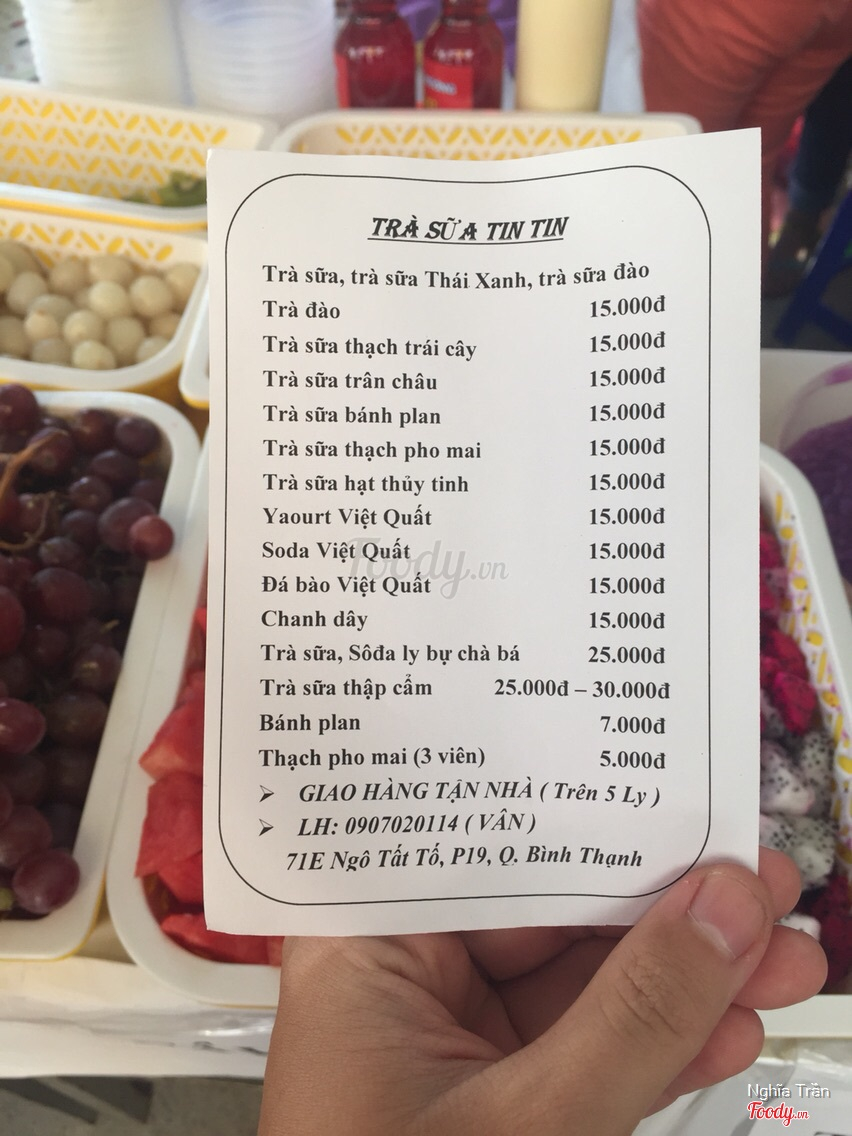 TRÀ SỮA TIN TIN
Trà sữa, trà sữa Thái Xanh, trà sữa đào
Trà đào 15.000đ
Trà sữa thạch trái cây 15.000đ
Trà sữa trân châu 15.000đ
Trà sữa bánh plan 15.000đ
Trà sữa thạch pho mai 15.000đ
Trà sữa hạt thủy tinh 15.000đ
Yaourt Việt Quất 15.000đ
Soda Việt Quất 15.000đ
Đá bào Việt Quất 15.000đ
Chanh dây 15.000đ
Trà sữa, Sôđa ly bự chà bá 25.000đ
Trà sữa thập cẩm 25.000đ – 30.000đ
Bánh plan 7.000đ
Thạch pho mai (3 viên) 5.000đ
➢ GIAO HÀNG TẬN NHÀ ( Trên 5 Ly )
➢ LH: 0907020114 ( VÂN )
71E Ngô Tất Tố, P19, Q. Bình Thạnh
Foody.vn
Nghĩa Trần
Foody.vn